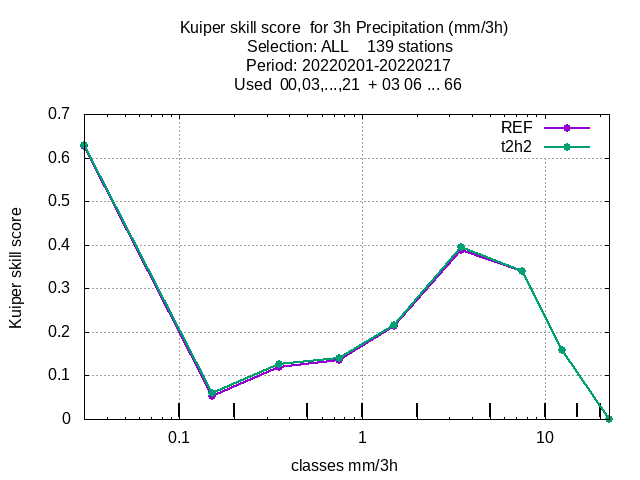 Kuiper skill score  for 3h Precipitation (mm/3h)
Selection: ALL    139 stations
Period: 20220201-20220217
Used  00,03,...,21  + 03 06 ... 66
REF
t2h2
0.7
0.6
0.5
0.4
0.3
0.2
0.1
0
Kuiper skill score
0.1 1 10
classes mm/3h